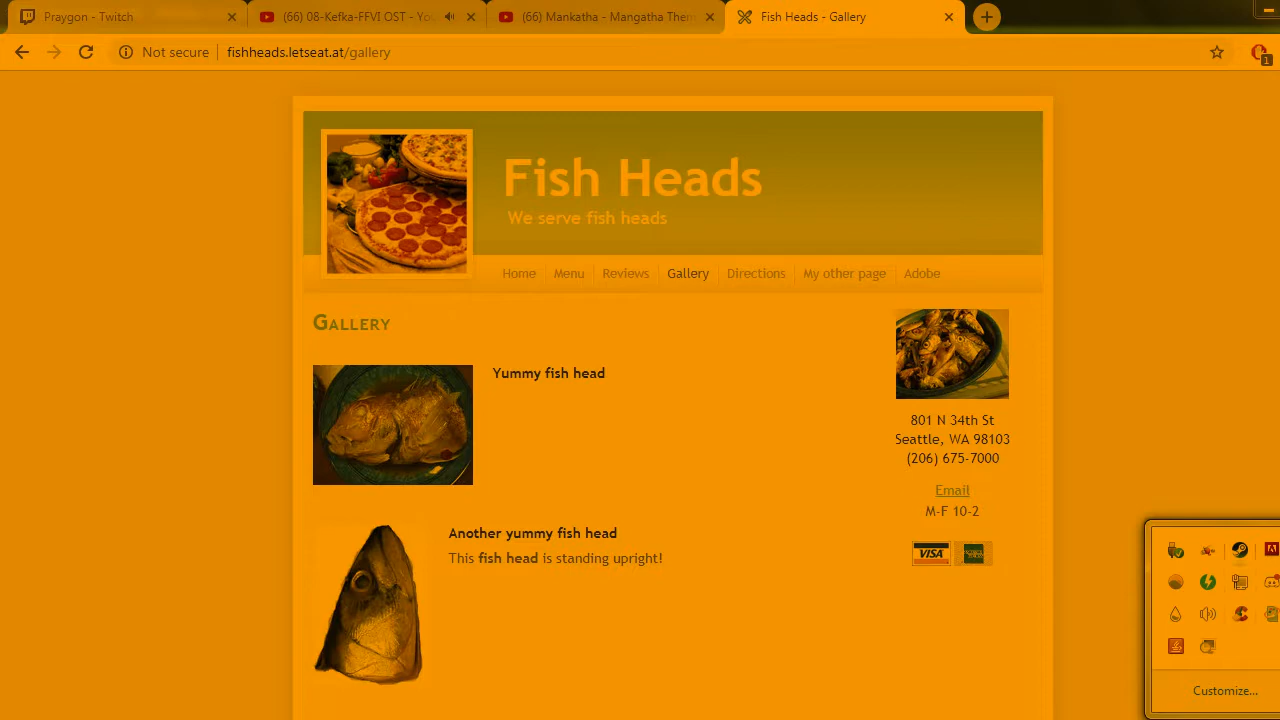 Praygon - Twitch
(66) 08-Kefka-FFVI OST - You
(66) Mankatha - Mangatha Them
Fish Heads - Gallery
Not secure
fishheads.letseat.at/gallery
1
Fish Heads
We serve fish heads
Home
Menu
Reviews
Gallery
Directions
My other page
Adobe
Gallery
Yummy fish head
Another yummy fish head
This fish head is standing upright!
801 N 34th St
Seattle, WA 98103
(206) 675-7000
Email
M-F 10-2
VISA
Customize...